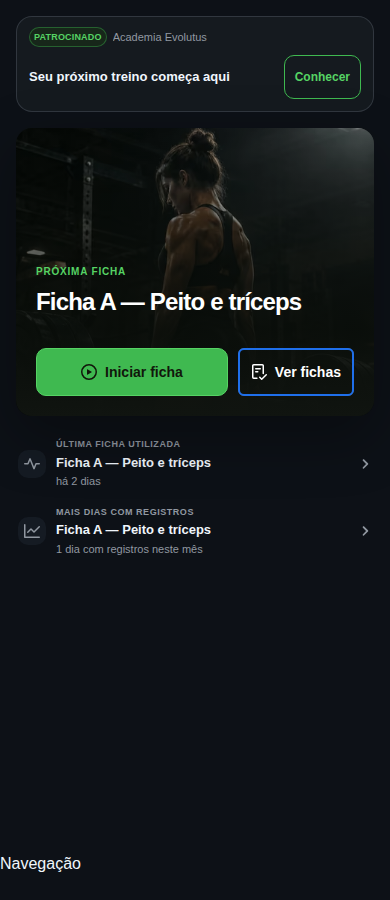 PATROCINADO Academia Evolutus
Seu próximo treino começa aqui
Conhecer
PRÓXIMA FICHA
Ficha A — Peito e tríceps
Iniciar ficha
Ver fichas
ÚLTIMA FICHA UTILIZADA
Ficha A — Peito e tríceps
há 2 dias
MAIS DIAS COM REGISTROS
Ficha A — Peito e tríceps
1 dia com registros neste mês
Navegação